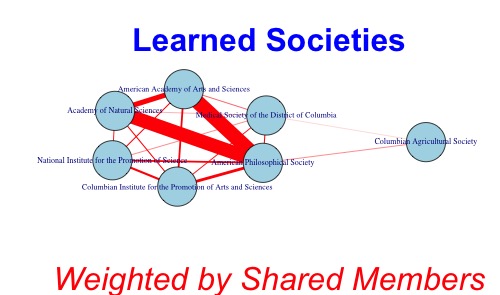 Learned Societies
American Academy of Arts and Sciences
Academy of Natural Sciences
Medical Society of the District of Columbia
Columbian Agricultural Society
National Institute for the Promotion of Science
American Philosophical Society
Columbian Institute for the Promotion of Arts and Sciences
Weighted by Shared Members